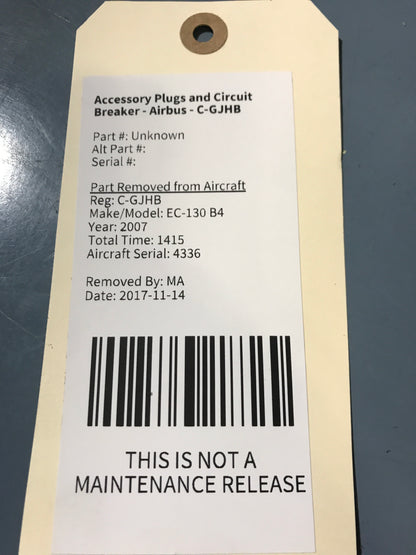 Accessory Plugs and Circuit
Breaker - Airbus - C-GJHB
Part #: Unknown
Alt Part #:
Serial #:
Part Removed from Aircraft
Reg: C-GJHB
Make/Model: EC-130 B4
Year: 2007
Total Time: 1415
Aircraft Serial: 4336
Removed By: MA
Date: 2017-11-14
THIS IS NOT A
MAINTENANCE RELEASE